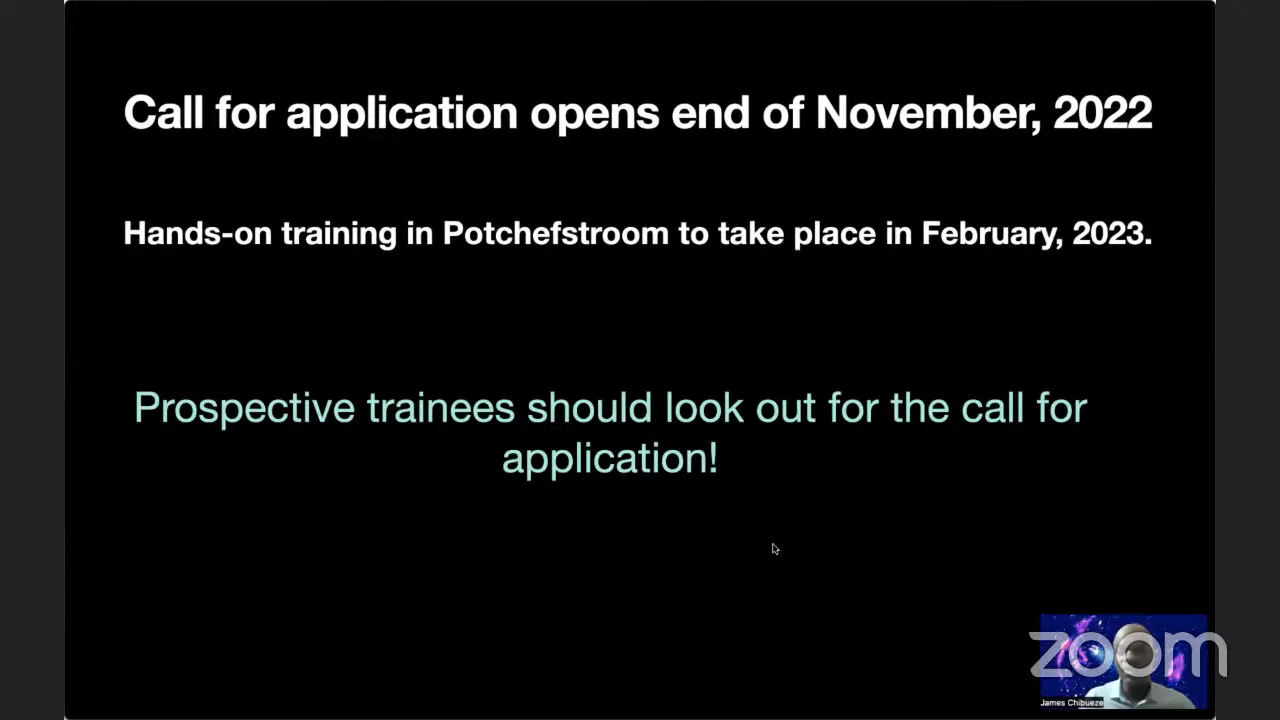 Call for application opens end of November, 2022
Hands-on training in Potchefstroom to take place in February, 2023.
Prospective trainees should look out for the call for
application!
zoom
James Chibueze